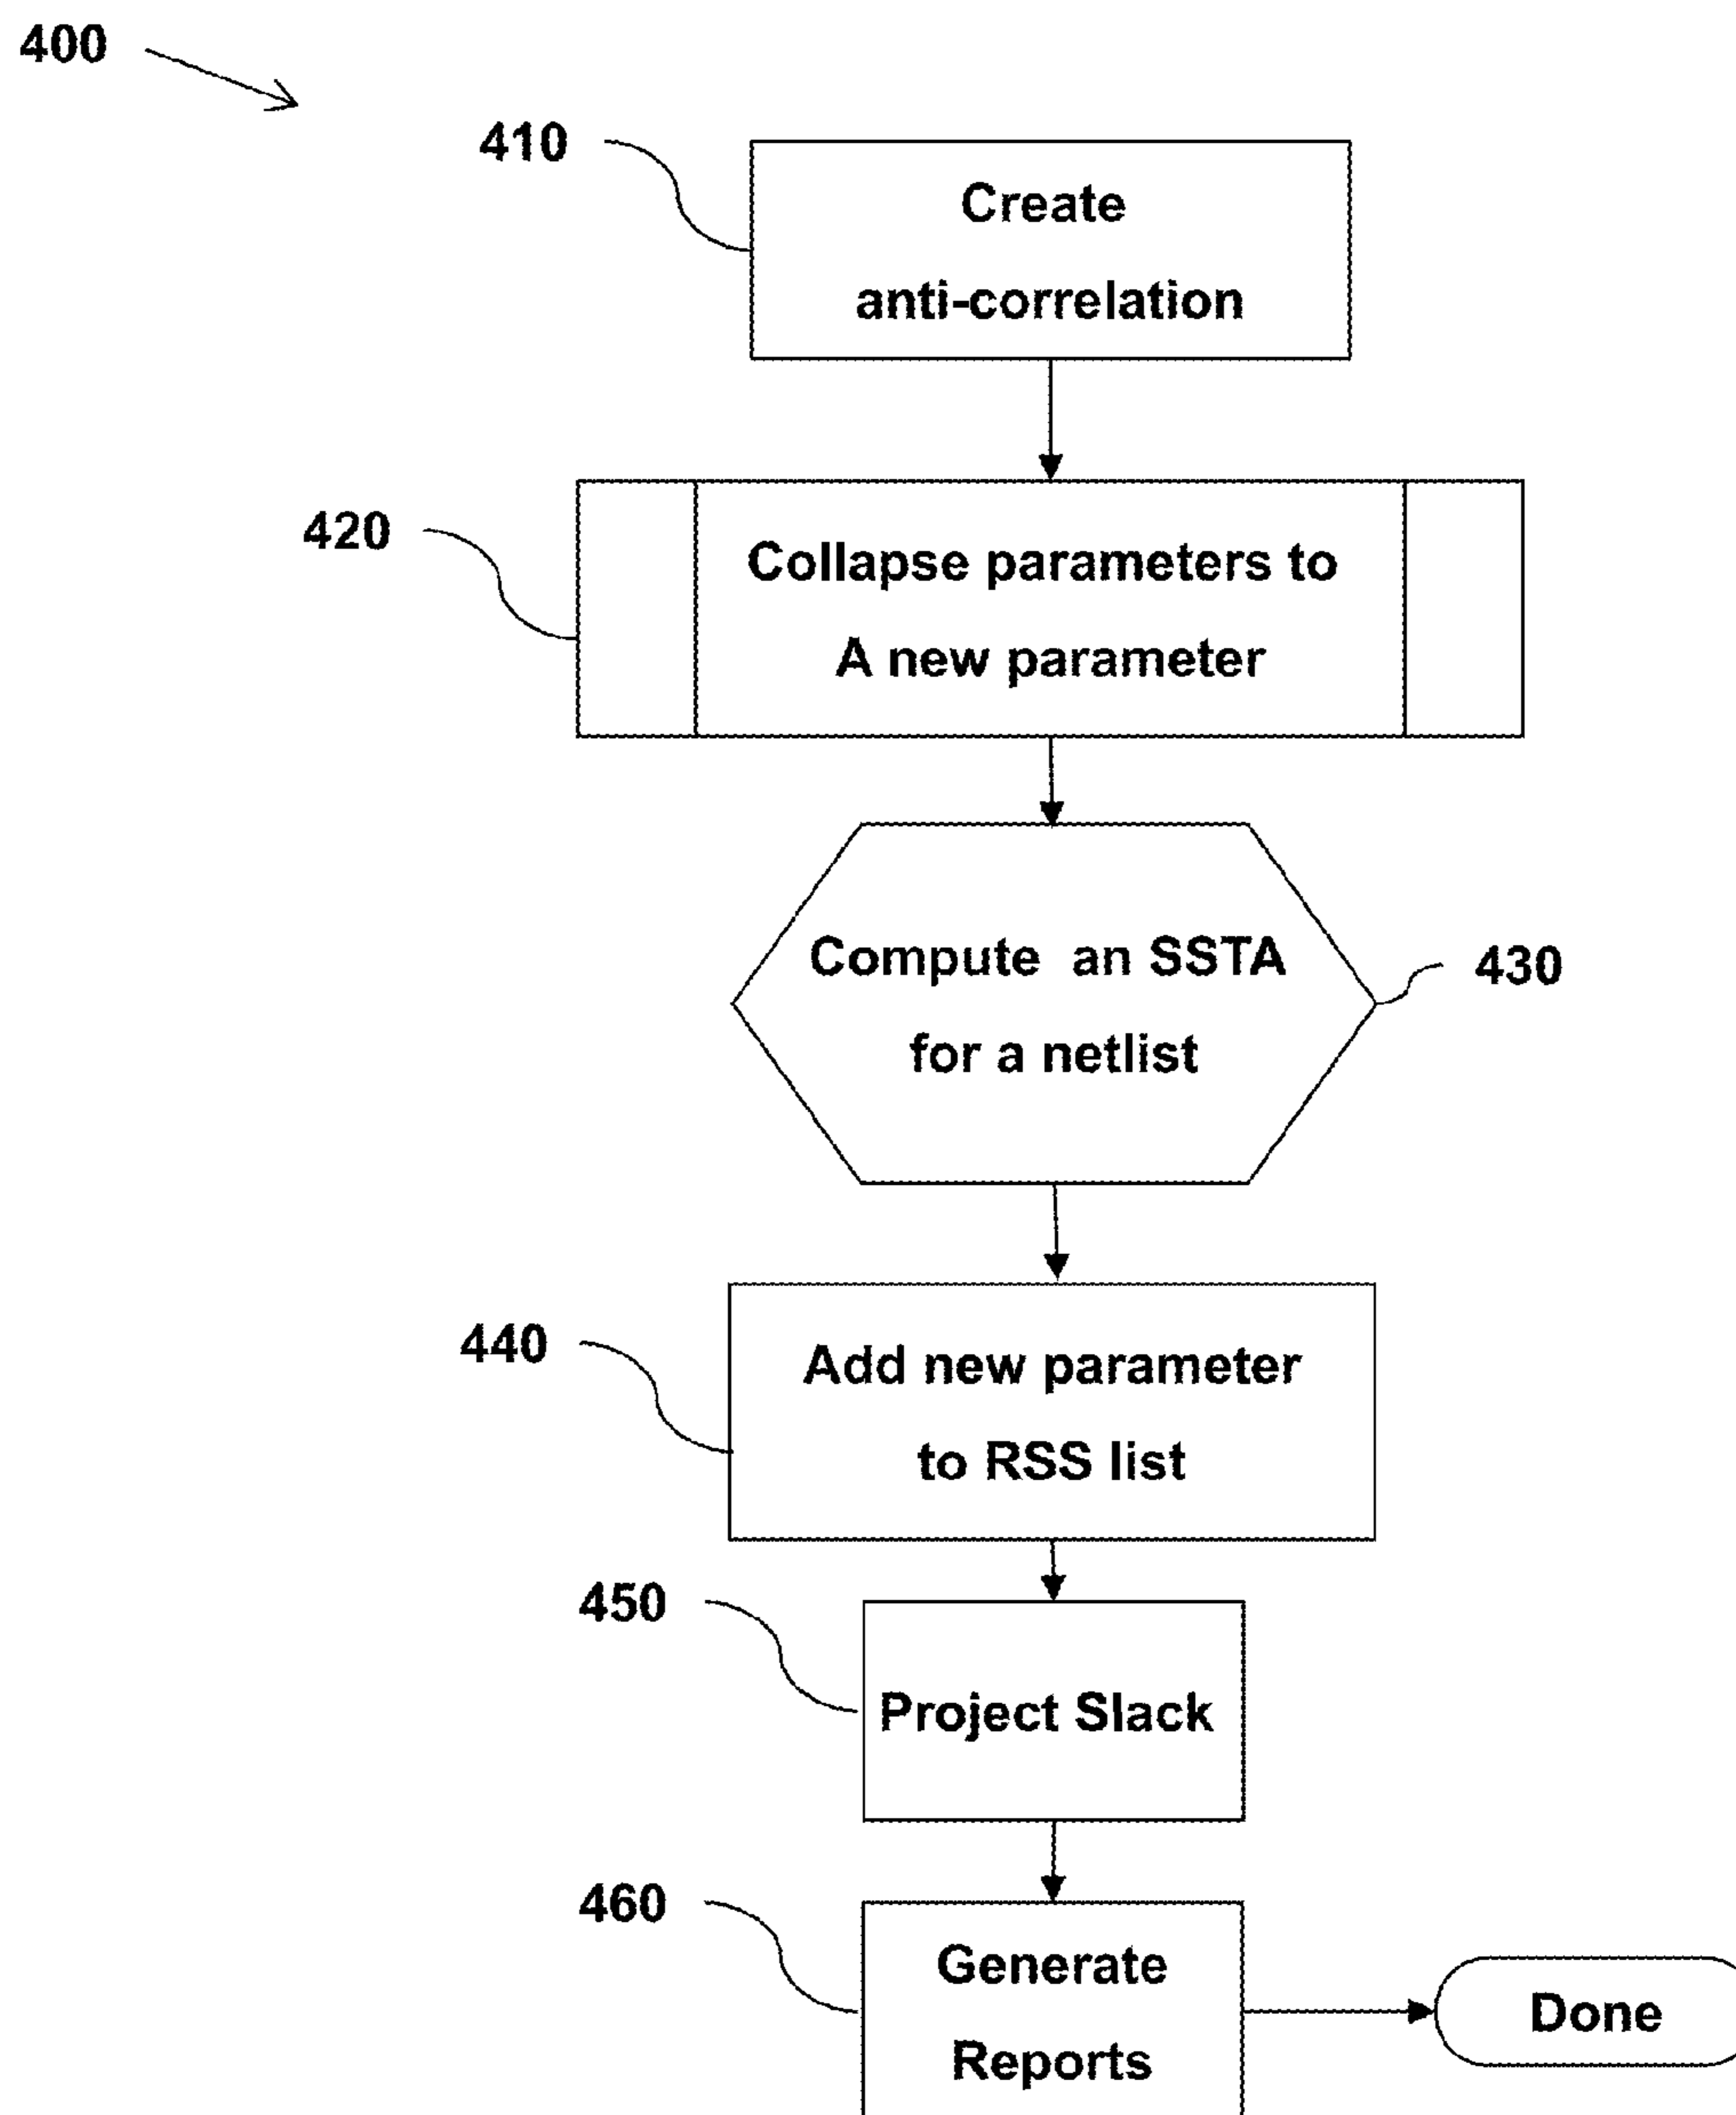 400
410
Create
anti-correlation
420
Collapse parameters to
A new parameter
Compute an SSTA
for a netlist
430
440
Add new parameter
to RSS list
450
Project Slack
460
Generate
Reports
Done